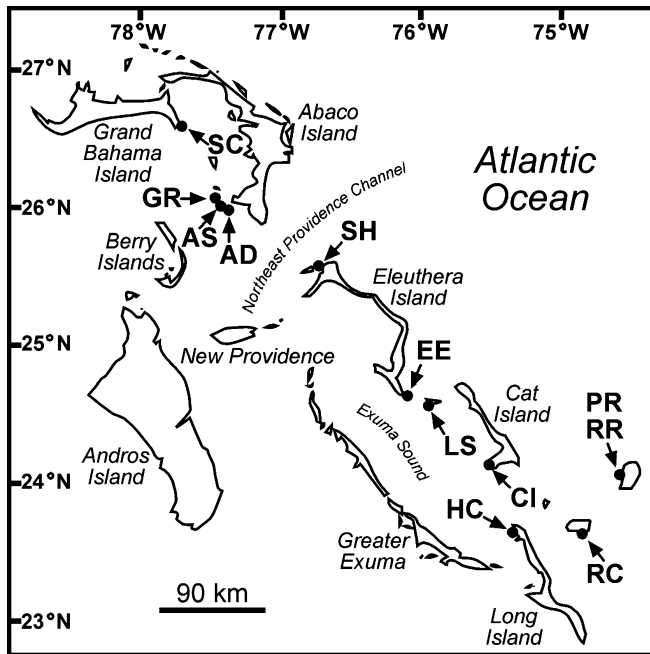 78°W 77°W 76°W 75°W
27°N
Abaco
Island
Grand
Bahama
Island
SC
Atlantic
Ocean
GR
26°N
AS
AD
Berry
Islands
Northeast Providence Channel
SH
Eleuthera
Island
25°N
New Providence
EE
Cat
Island
PR
RR
Exuma Sound
LS
Andros
Island
24°N
CI
HC
Greater
Exuma
RC
90 km
Long
Island
23°N